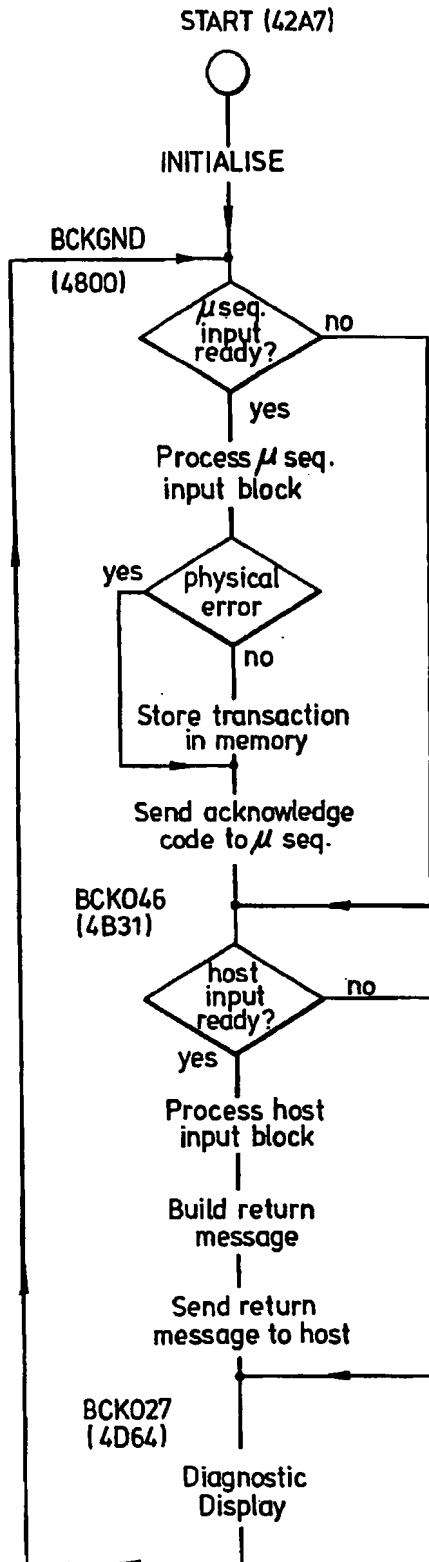 START (42A7)
INITIALISE
BCKGND
(4800)
μseq.
input
ready?
no
yes
Process μ seq.
input block
yes
physical
error
no
Store transaction
in memory
Send acknowledge
code to μ seq.
BCK046
(4B31)
host
input
ready?
no
yes
Process host
input block
Build return
message
Send return
message to host
BCK027
(4D64)
Diagnostic
Display